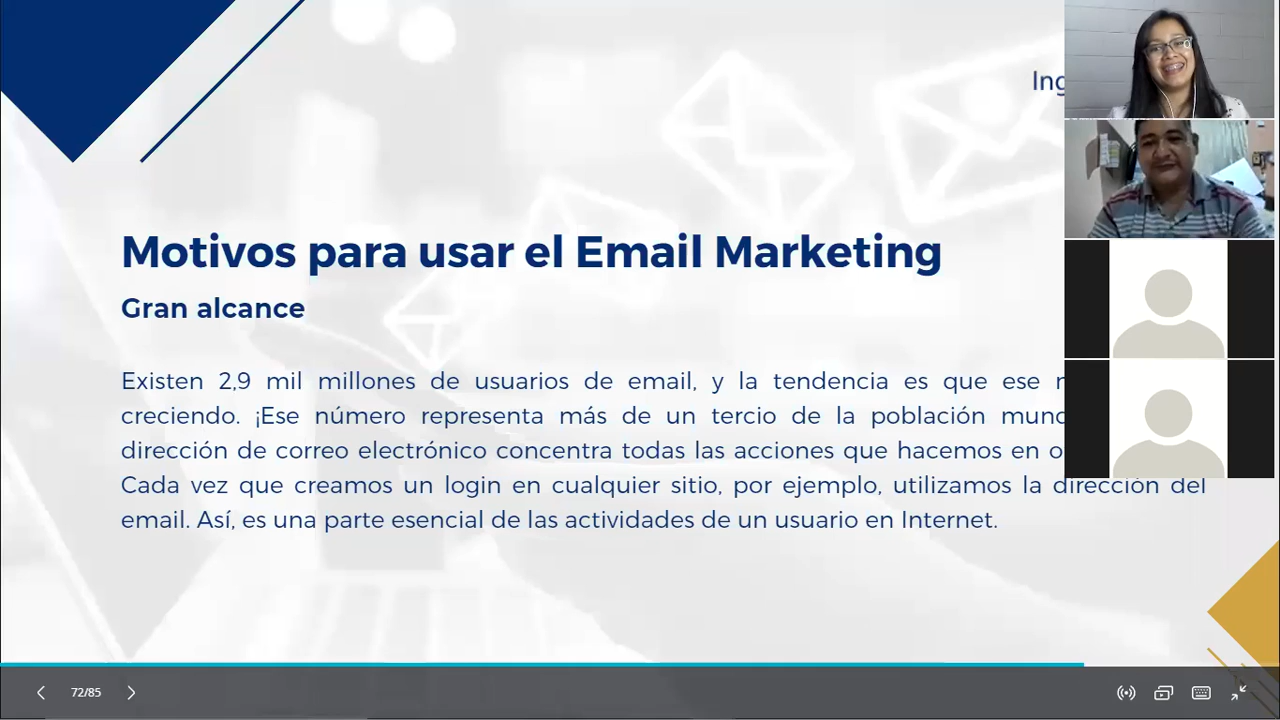 Ing
Motivos para usar el Email Marketing
Gran alcance
Existen 2,9 mil millones de usuarios de email, y la tendencia es que ese
creciendo. ¡Ese número representa más de un tercio de la población
dirección de correo electrónico concentra todas las acciones que hacemos en
Cada vez que creamos un login en cualquier sitio, por ejemplo, utilizamos la dirección del
email. Así, es una parte esencial de las actividades de un usuario en Internet.
72/85